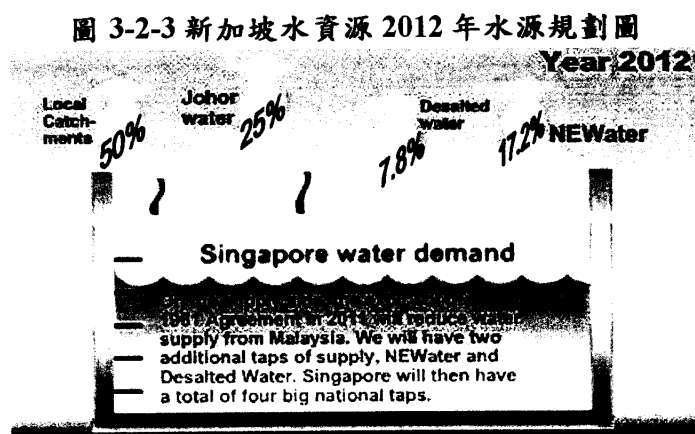 圖 3-2-3 新加坡水資源 2012 年水源規劃圖
Year 2012
Local
Catch-
ments
50%
Johor
water
25%
Desalted
water
7.8%
17.2%
NEWater
Singapore water demand
Agreement in 2011 will reduce water
supply from Malaysia. We will have two
additional taps of supply, NEWater and
Desalted Water. Singapore will then have
a total of four big national taps.